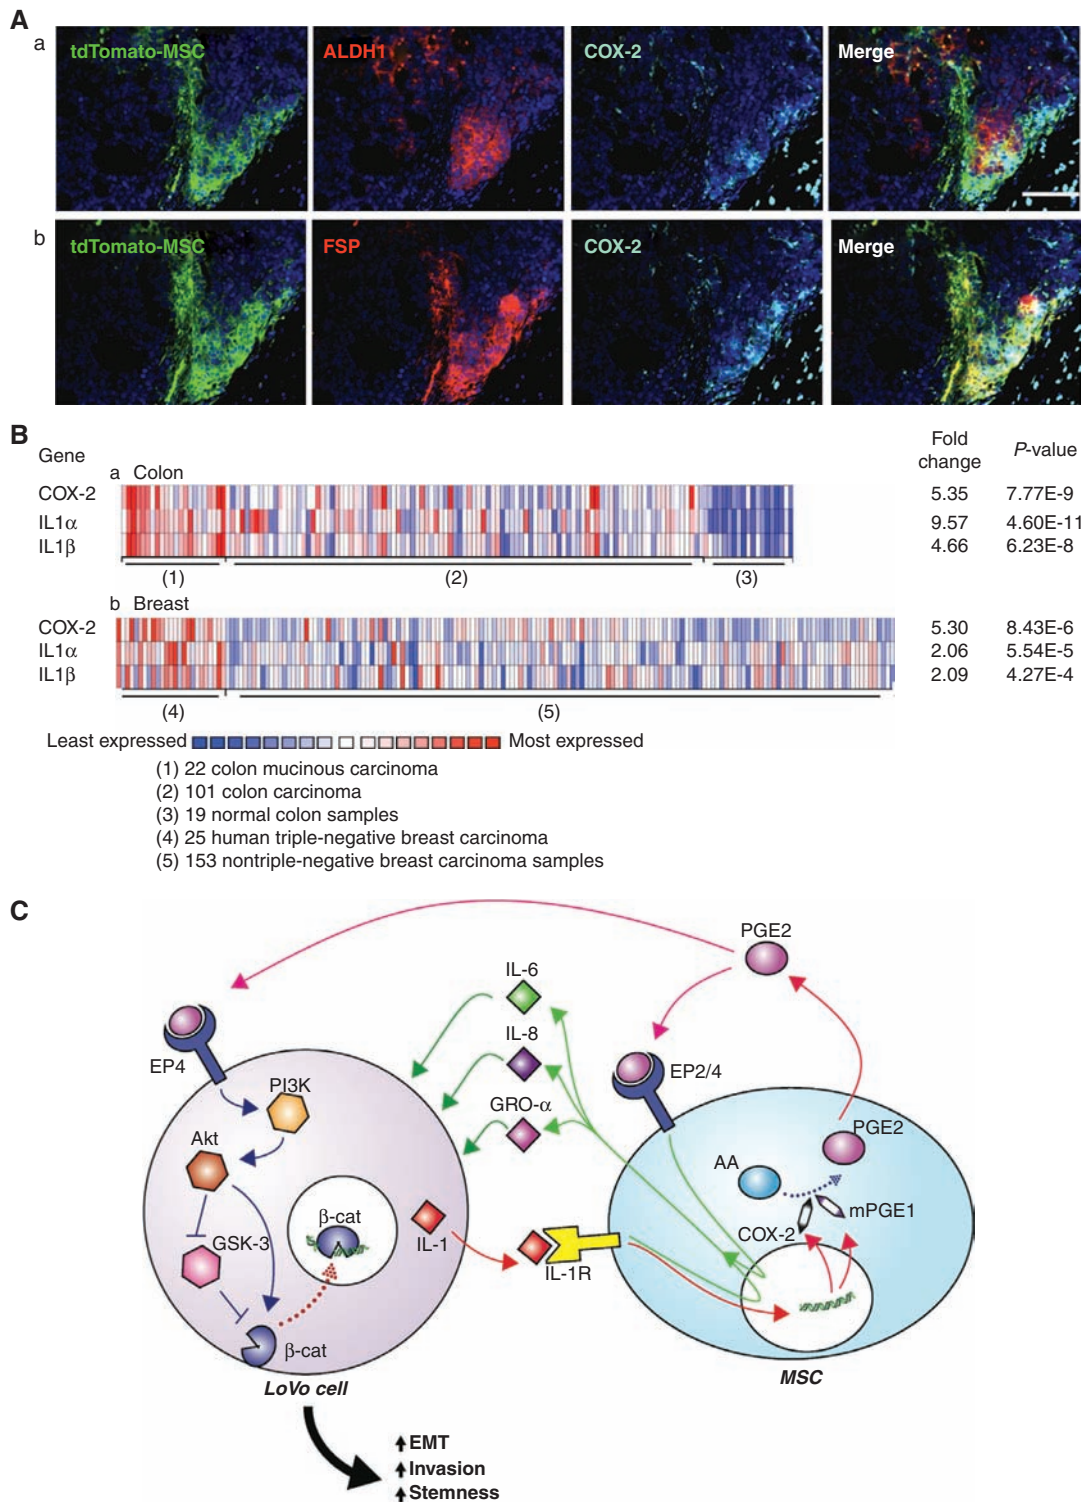 A
a
tdTomato-MSC
ALDH1
COX-2
Merge
b
tdTomato-MSC
FSP
COX-2
Merge
B
Gene
Fold change
P-value
a Colon
COX-2 5.35 7.77E-9
IL1α 9.57 4.60E-11
IL1β 4.66 6.23E-8
(1) (2) (3)
b Breast
COX-2 5.30 8.43E-6
IL1α 2.06 5.54E-5
IL1β 2.09 4.27E-4
(4) (5)
Least expressed Most expressed
(1) 22 colon mucinous carcinoma
(2) 101 colon carcinoma
(3) 19 normal colon samples
(4) 25 human triple-negative breast carcinoma
(5) 153 nontriple-negative breast carcinoma samples
C
PGE2
IL-6
IL-8
GRO-α
EP4
EP2/4
PI3K
Akt
GSK-3
β-cat
β-cat
IL-1
IL-1R
PGE2
AA
mPGE1
COX-2
LoVo cell
MSC
EMT
Invasion
Stemness